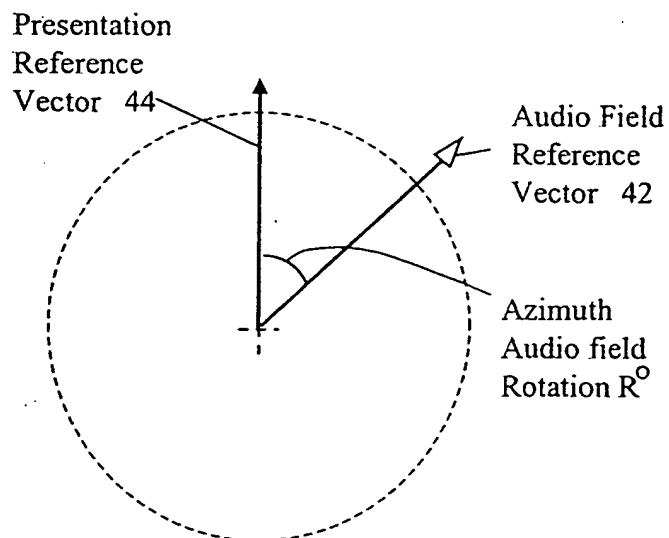 Presentation
Reference
Vector 44
Audio Field
Reference
Vector 42
Azimuth
Audio field
Rotation R°